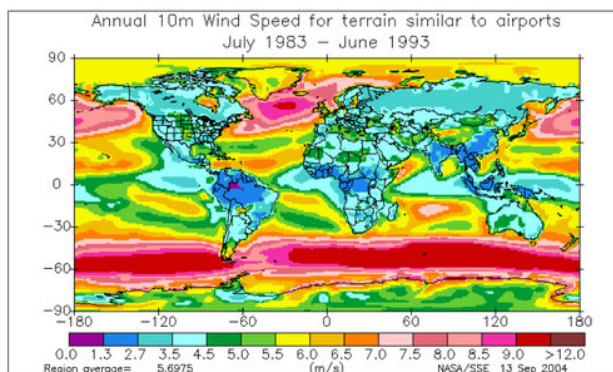 Annual 10m Wind Speed for terrain similar to airports
July 1983 - June 1993
90
60
30
0
-30
-60
-90
-180 -120 -60 0 60 120 180
0.0 1.3 2.7 3.5 4.5 5.0 5.5 6.0 6.5 7.0 7.5 8.0 8.5 9.0 >12.0
Region average= 5.6975 (m/s) NASA/SSE 13 Sep 2004